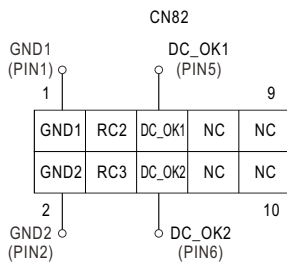 CN82
GND1 DC_OK1
(PIN1) (PIN5)
1 9
GND1 RC2 DC_OK1 NC NC
GND2 RC3 DC_OK2 NC NC
2 10
GND2 DC_OK2
(PIN2) (PIN6)